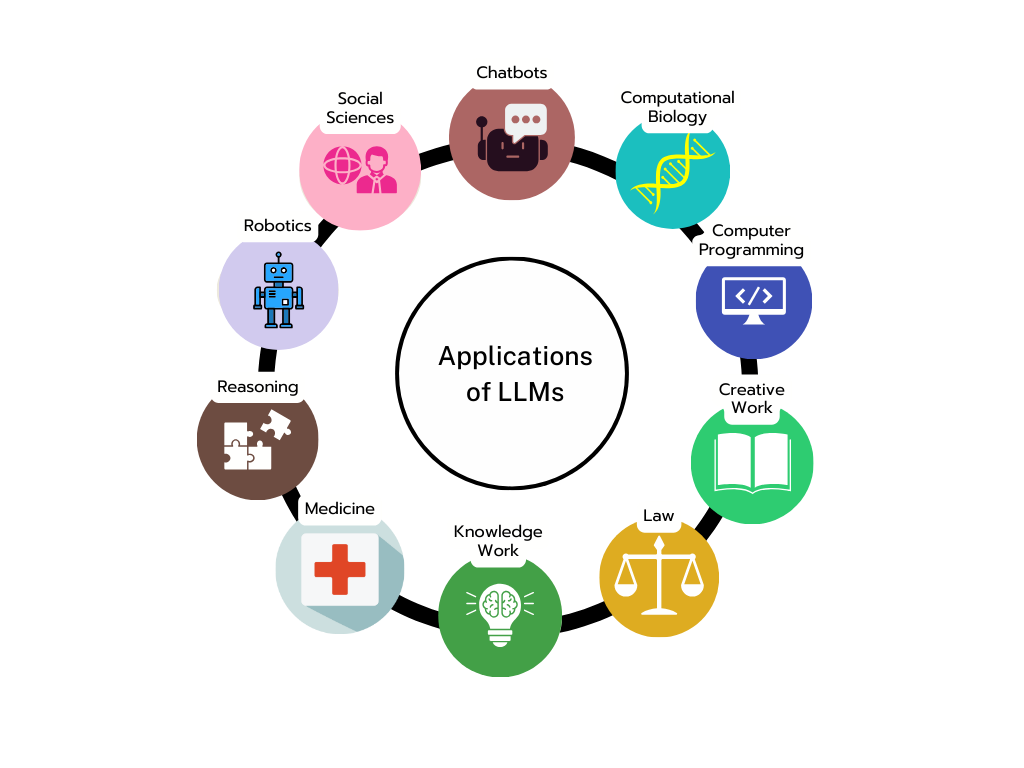 Chatbots
Social
Sciences
Computational
Biology
Robotics
Computer
Programming
</>
Applications
of LLMs
Reasoning
Creative
Work
Medicine
Law
Knowledge
Work